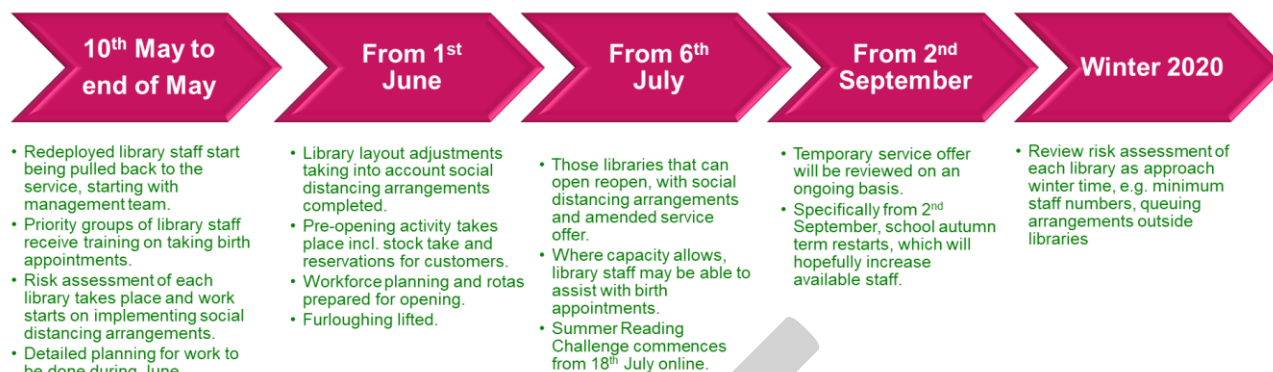 10th May to
end of May
From 1st
June
From 6th
July
From 2nd
September
Winter 2020
• Redeployed library staff start
being pulled back to the
service, starting with
management team.
• Priority groups of library staff
receive training on taking birth
appointments.
• Risk assessment of each
library takes place and work
starts on implementing social
distancing arrangements.
• Detailed planning for work to
be done during June
• Library layout adjustments
taking into account social
distancing arrangements
completed.
• Pre-opening activity takes
place incl. stock take and
reservations for customers.
• Workforce planning and rotas
prepared for opening.
• Furloughing lifted.
• Those libraries that can
open reopen, with social
distancing arrangements
and amended service
offer.
• Where capacity allows,
library staff may be able to
assist with birth
appointments.
• Summer Reading
Challenge commences
from 18th July online.
• Temporary service offer
will be reviewed on an
ongoing basis.
• Specifically from 2nd
September, school autumn
term restarts, which will
hopefully increase
available staff.
• Review risk assessment of
each library as approach
winter time, e.g. minimum
staff numbers, queuing
arrangements outside
libraries